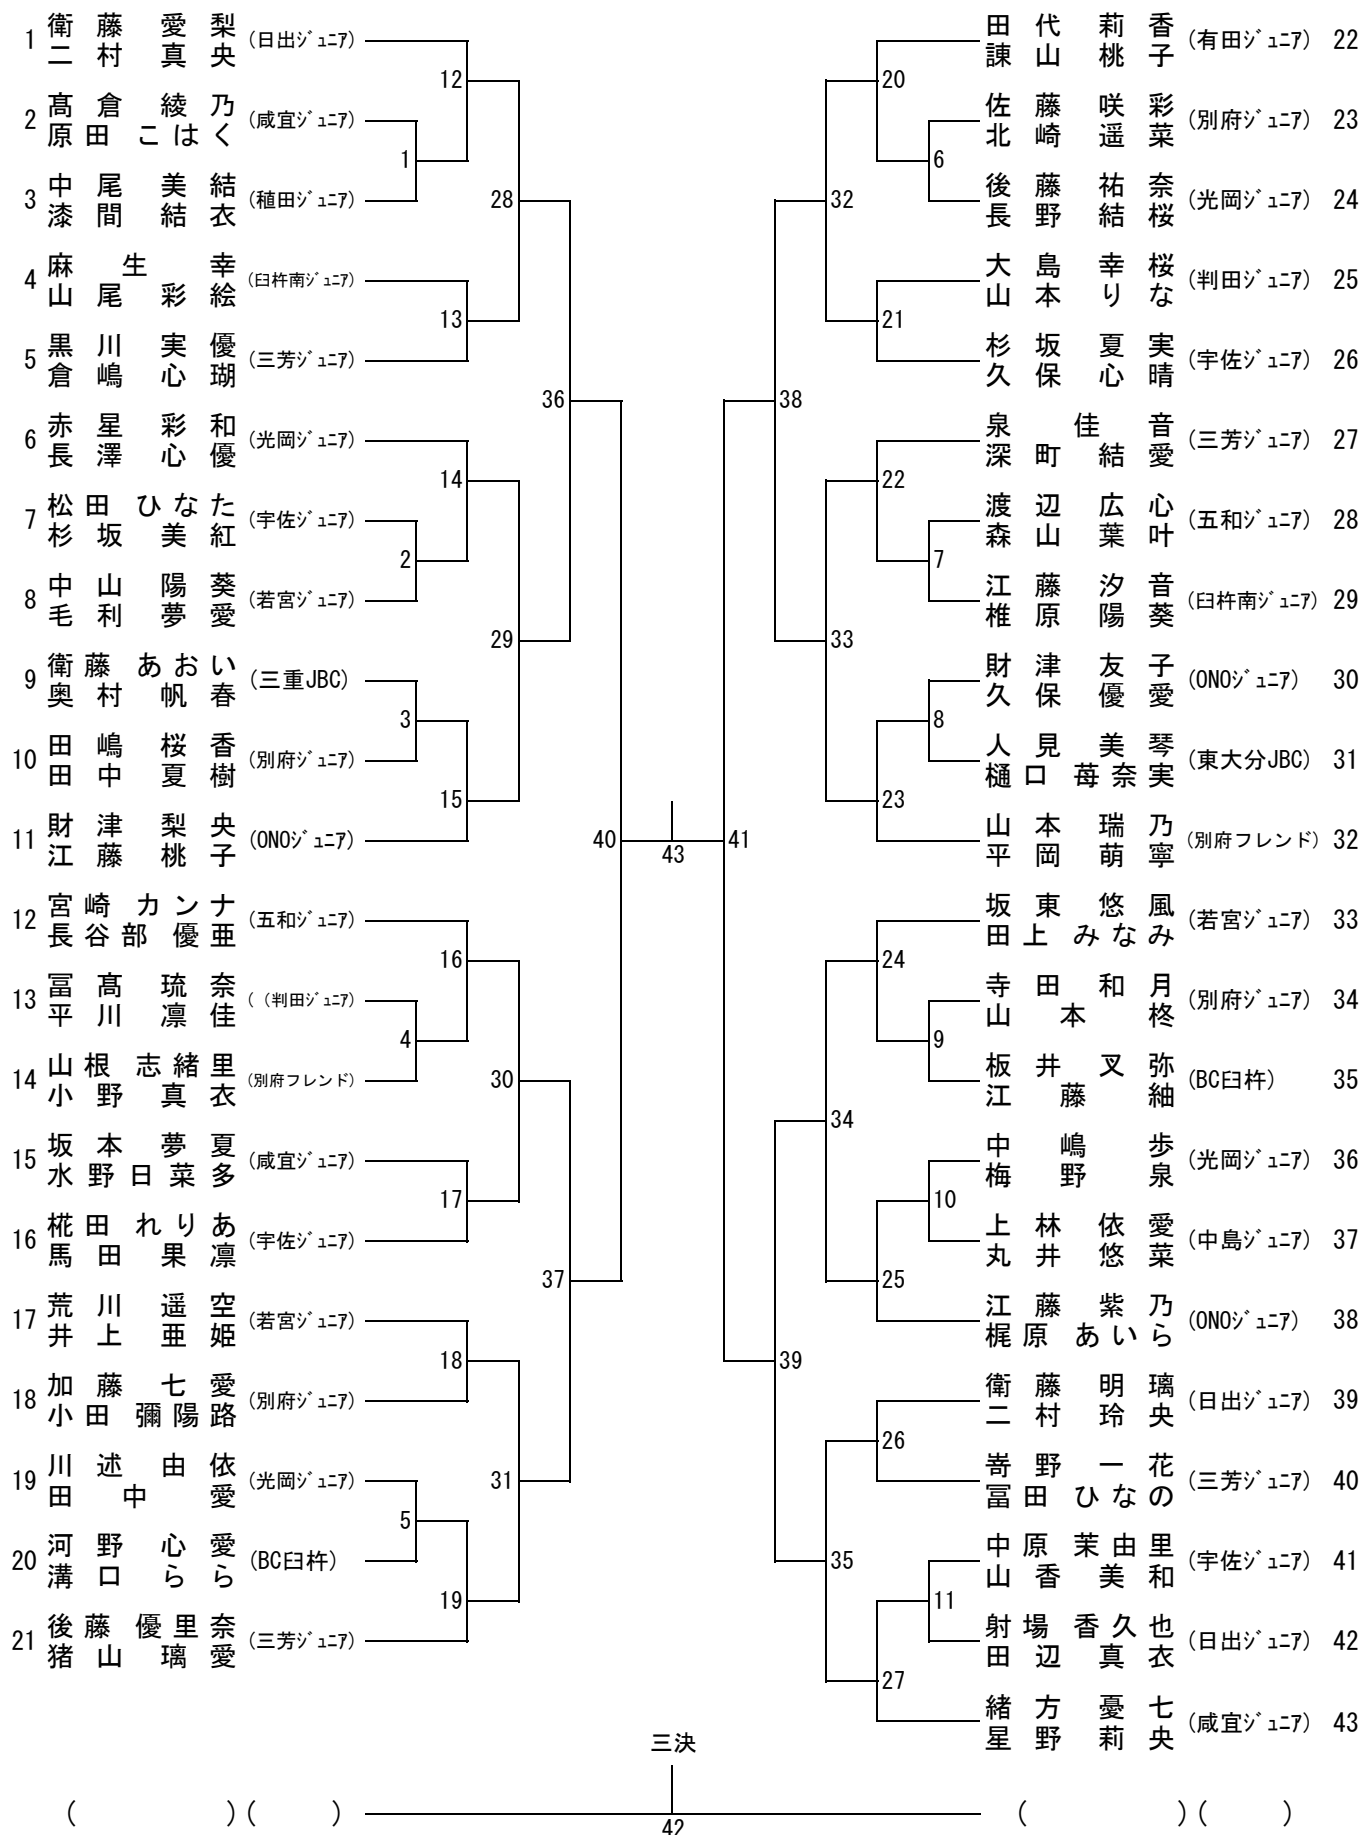 1 衛藤愛梨 二村真央 (日出ジュニア)
2 髙倉綾乃 原田こはく (咸宜ジュニア)
3 中尾美結 漆間結衣 (稙田ジュニア)
4 麻生幸 山尾彩絵 (臼杵南ジュニア)
5 黒川実優 倉嶋心瑚 (三芳ジュニア)
6 赤星彩和 長澤心優 (光岡ジュニア)
7 松田ひなた 杉坂美紅 (宇佐ジュニア)
8 中山陽葵 毛利夢愛 (若宮ジュニア)
9 衛藤あおい 奥村帆春 (三重JBC)
10 田嶋桜香 田中夏樹 (別府ジュニア)
11 財津梨央 江藤桃子 (ONOジュニア)
12 宮崎カンナ 長谷部優亜 (五和ジュニア)
13 冨髙琉奈 平川凛佳 ((判田ジュニア)
14 山根志緒里 小野真衣 (別府フレンド)
15 坂本夢夏 水野日菜多 (咸宜ジュニア)
16 椛田れりあ 馬田果凛 (宇佐ジュニア)
17 荒川遥空 井上亜姫 (若宮ジュニア)
18 加藤七愛 小田彌陽路 (別府ジュニア)
19 川述由依 田中愛 (光岡ジュニア)
20 河野心愛 溝口らら (BC臼杵)
21 後藤優里奈 猪山璃愛 (三芳ジュニア)
12
1
28
13
36
14
2
29
3
15
40
16
4
30
17
37
18
31
5
19
43
41
20
6
32
21
38
22
7
33
8
23
24
9
34
10
25
39
26
35
11
27
田代莉香 諌山桃子 (有田ジュニア) 22
佐藤咲彩 北崎遥菜 (別府ジュニア) 23
後藤祐奈 長野結桜 (光岡ジュニア) 24
大島幸桜 山本りな (判田ジュニア) 25
杉坂夏実 久保心晴 (宇佐ジュニア) 26
泉佳音 深町結愛 (三芳ジュニア) 27
渡辺広心 森山葉叶 (五和ジュニア) 28
江藤汐音 椎原陽葵 (臼杵南ジュニア) 29
財津友子 久保優愛 (ONOジュニア) 30
人見美琴 樋口苺奈実 (東大分JBC) 31
山本瑞乃 平岡萌寧 (別府フレンド) 32
坂東悠風 田上みなみ (若宮ジュニア) 33
寺田和月 山本柊 (別府ジュニア) 34
板井叉弥 江藤紬 (BC臼杵) 35
中嶋歩 梅野泉 (光岡ジュニア) 36
上林依愛 丸井悠菜 (中島ジュニア) 37
江藤紫乃 梶原あいら (ONOジュニア) 38
衛藤明璃 二村玲央 (日出ジュニア) 39
嵜野一花 冨田ひなの (三芳ジュニア) 40
中原茉由里 山香美和 (宇佐ジュニア) 41
射場香久也 田辺真衣 (日出ジュニア) 42
緒方憂七 星野莉央 (咸宜ジュニア) 43
三決
( )( ) 42 ( )( )